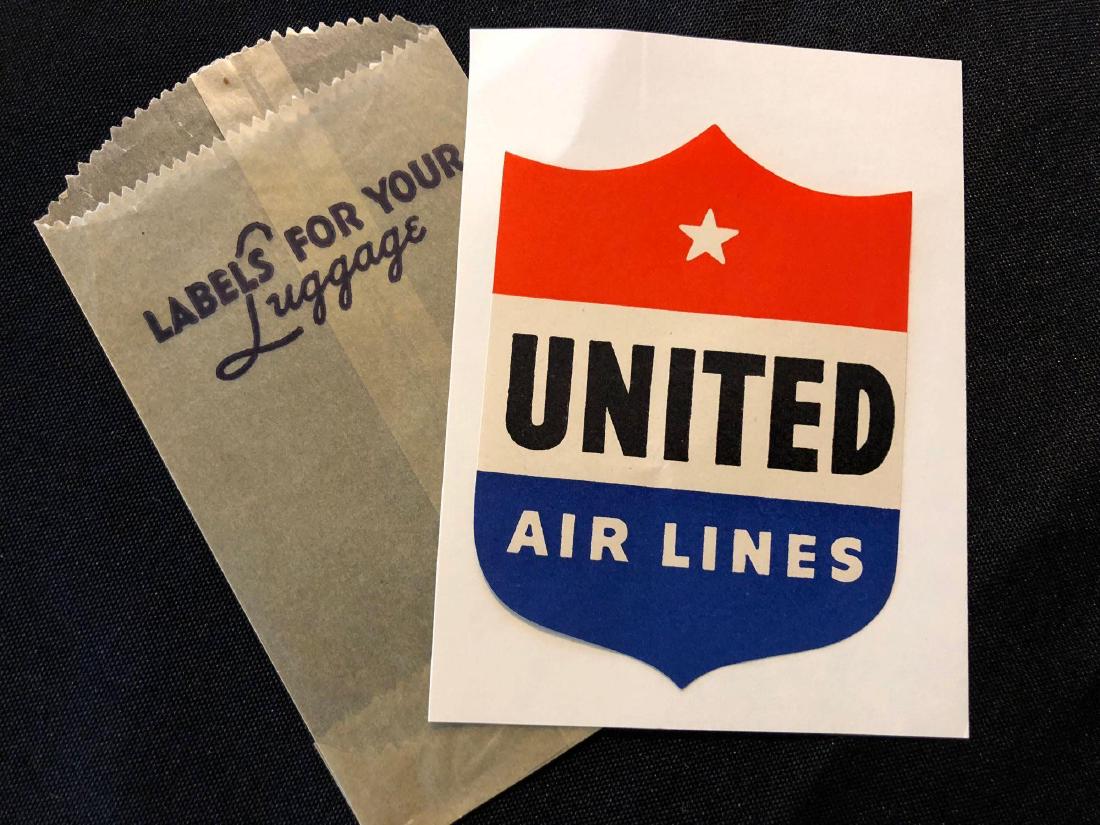 LABELS FOR YOUR
Luggage
UNITED
AIR LINES